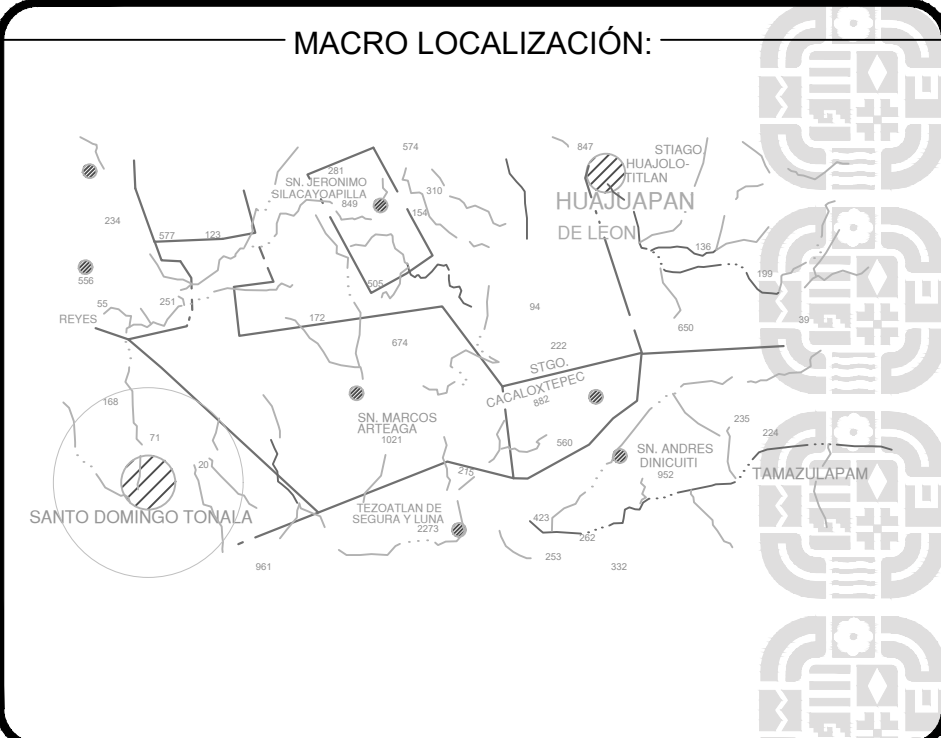 MACRO LOCALIZACIÓN:
574
847
STIAGO
HUAJOLO-
TITLAN
281
SN. JERONIMO
SILACAYOAPILLA
849
310
154
HUAJUAPAN
DE LEON
234
577
123
136
199
556
505
55
251
REYES
172
94
39
650
674
222
STGO.
CACALOXTEPEC
882
168
SN. MARCOS
ARTEAGA
1021
71
235
224
560
SN. ANDRES
DINICUITI
952
20
215
TAMAZULAPAM
SANTO DOMINGO TONALA
TEZOATLAN DE
SEGURA Y LUNA
2273
423
262
253
961
332